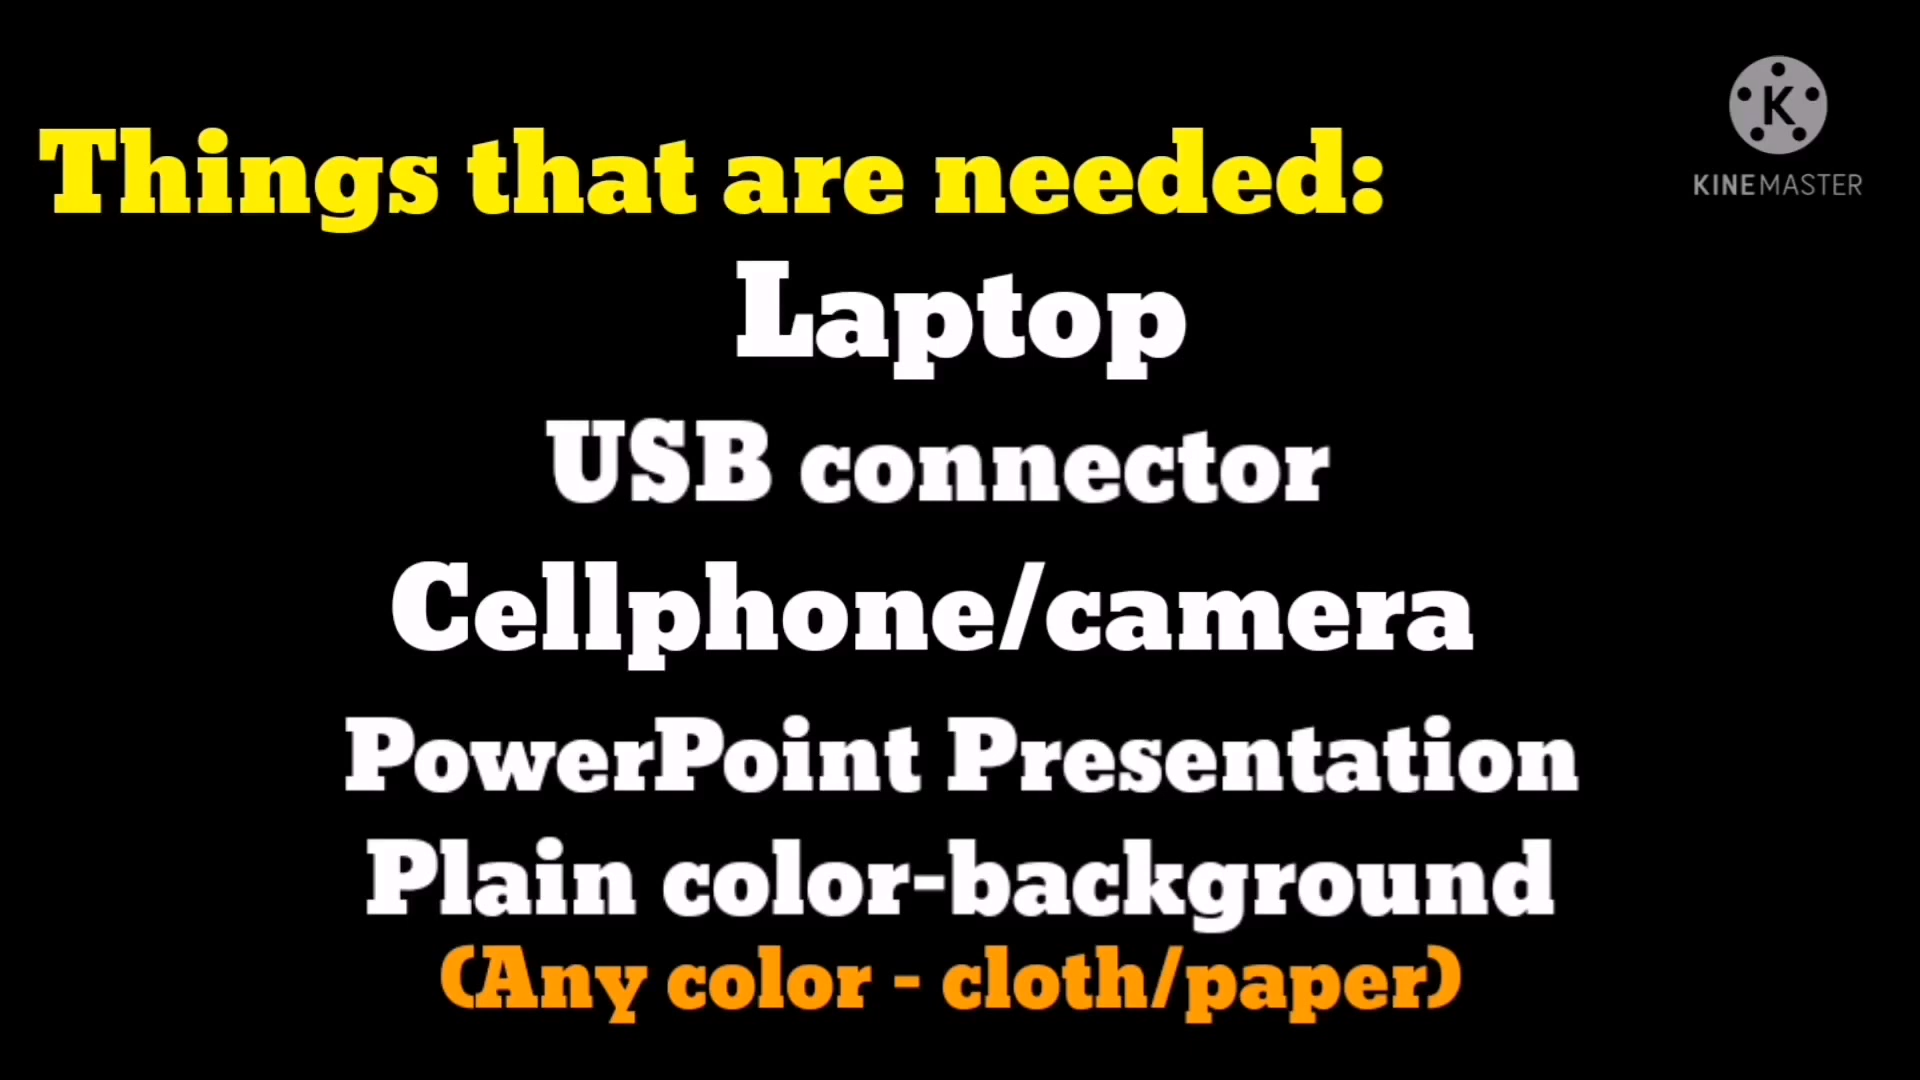 Things that are needed:
K
KINEMASTER
Laptop
USB connector
Cellphone/camera
PowerPoint Presentation
Plain color-background
(Any color - cloth/paper)